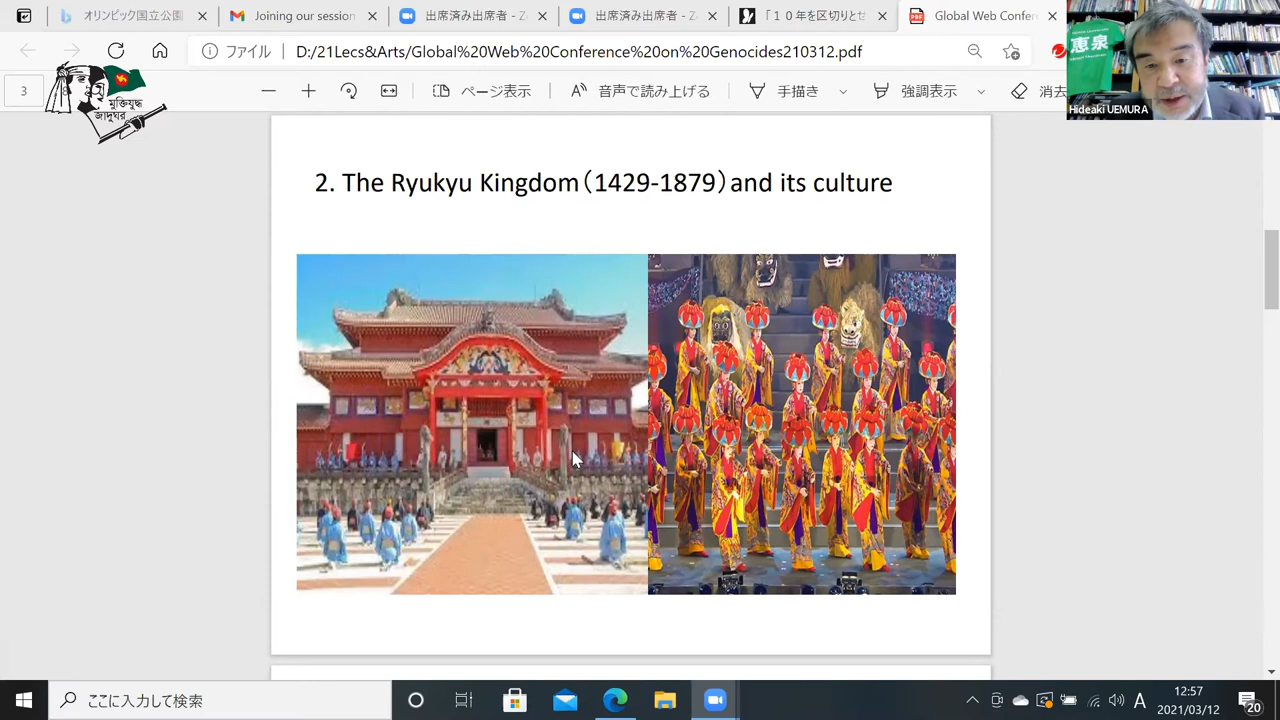 オリンピック国立公園
Joining our session
出席済み出席者 - Z
出席済み出席者 - Z
「１０年を区切りとせ
Global Web Confer
ファイル
D:/21Lecs&Arts/Global%20Web%20Conference%20on%20Genocides210312.pdf
3
ページ表示
音声で読み上げる
手描き
強調表示
消去
মুক্তিযুদ্ধ
জাদুঘর
恵泉
Hideaki UEMURA
2. The Ryukyu Kingdom（1429-1879）and its culture
ここに入力して検索
A
12:57
2021/03/12
20